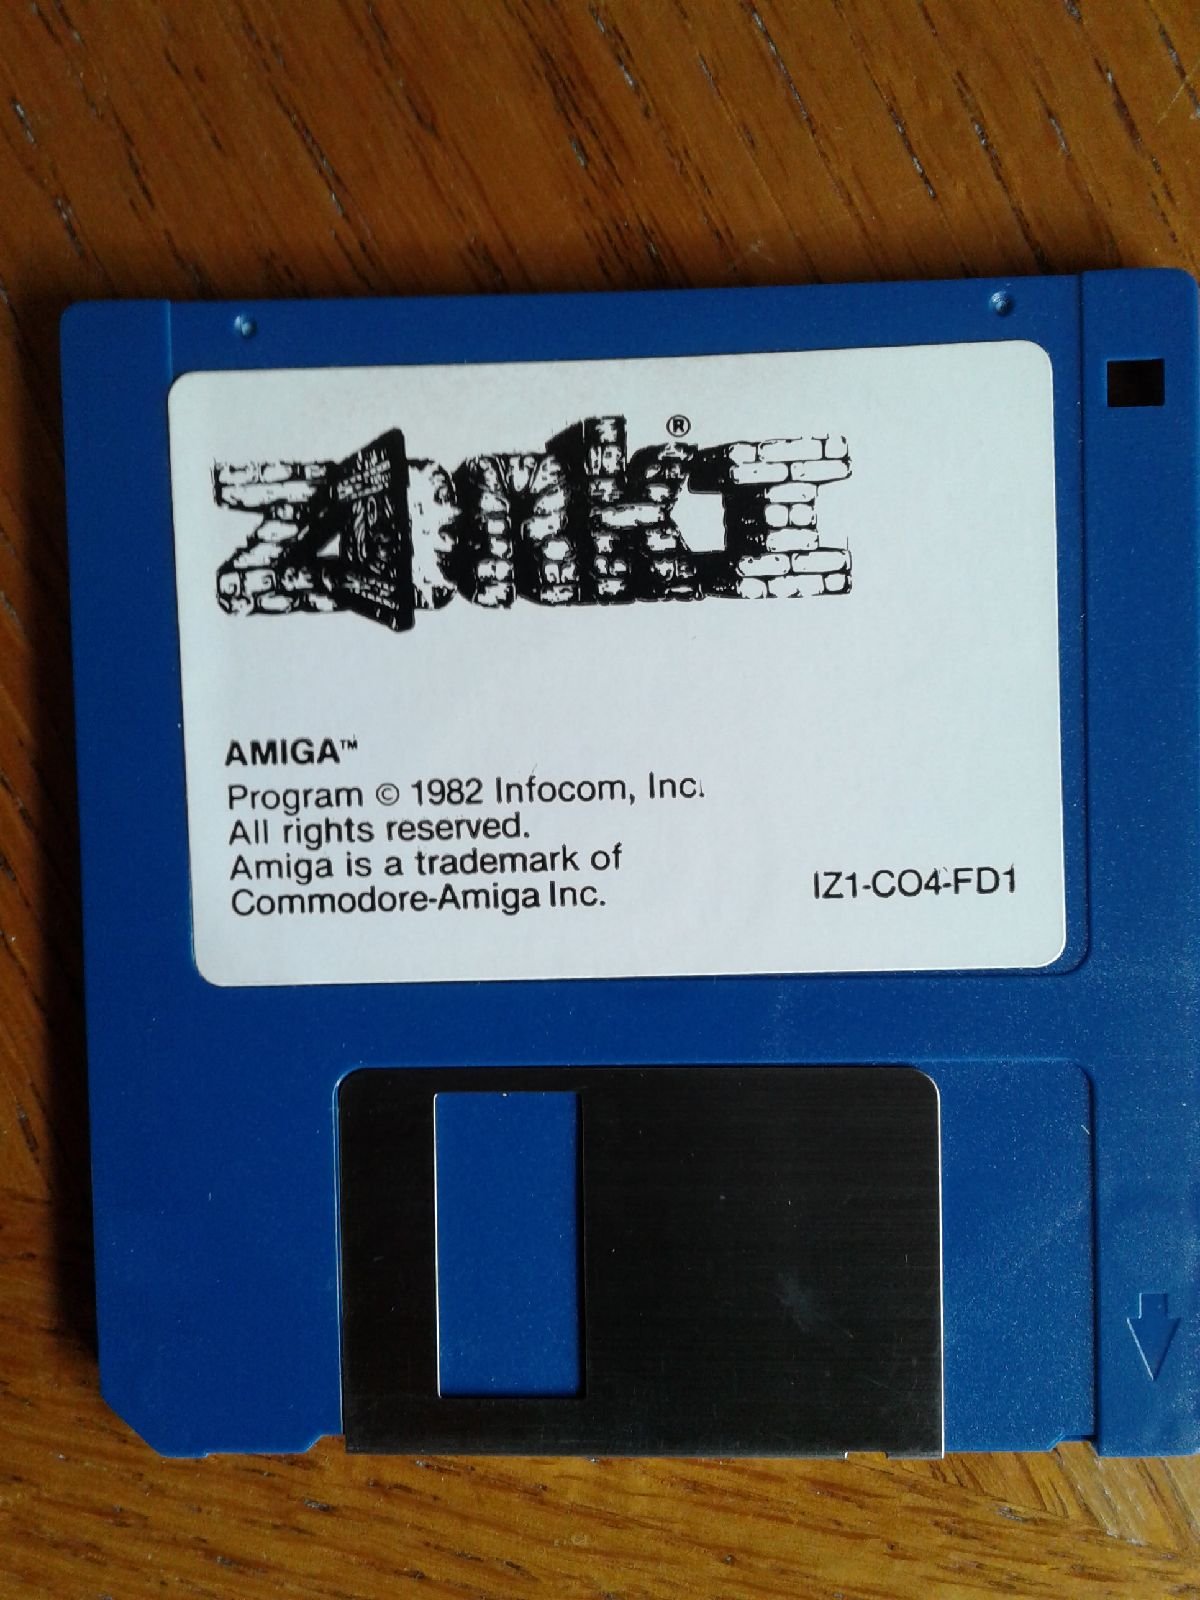 ZORK I
®
AMIGA™
Program © 1982 Infocom, Inc.
All rights reserved.
Amiga is a trademark of
Commodore-Amiga Inc.
IZ1-CO4-FD1